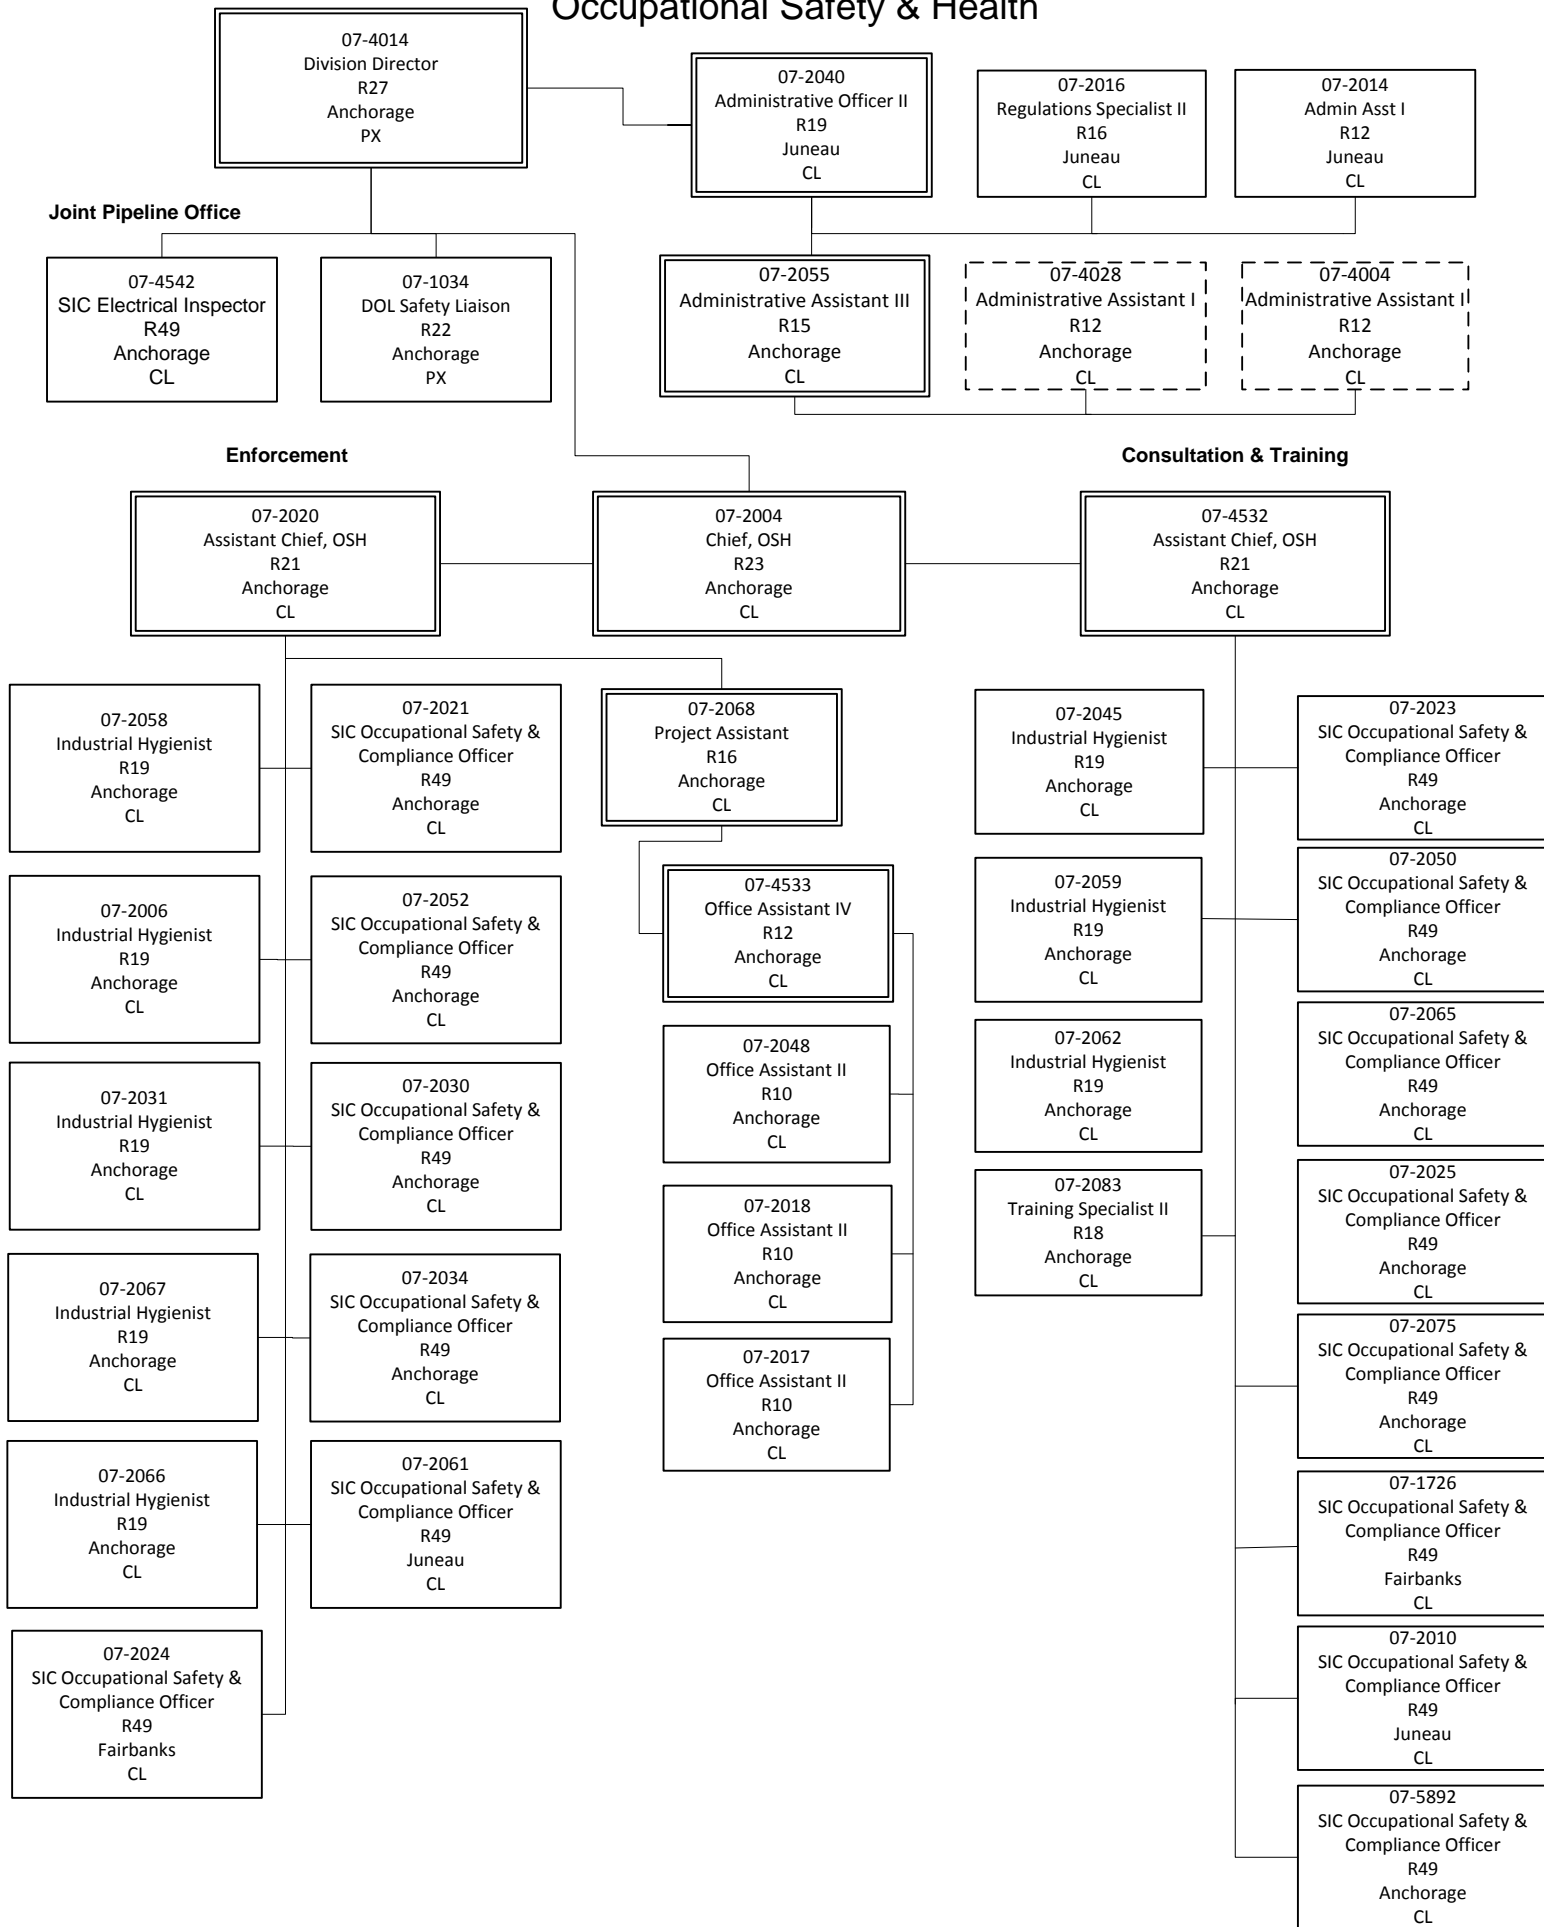 Occupational Safety & Health
07-4014
Division Director
R27
Anchorage
PX
07-2040
Administrative Officer II
R19
Juneau
CL
07-2016
Regulations Specialist II
R16
Juneau
CL
07-2014
Admin Asst I
R12
Juneau
CL
Joint Pipeline Office
07-4542
SIC Electrical Inspector
R49
Anchorage
CL
07-1034
DOL Safety Liaison
R22
Anchorage
PX
07-2055
Administrative Assistant III
R15
Anchorage
CL
07-4028
Administrative Assistant I
R12
Anchorage
CL
07-4004
Administrative Assistant I
R12
Anchorage
CL
Enforcement
Consultation & Training
07-2020
Assistant Chief, OSH
R21
Anchorage
CL
07-2004
Chief, OSH
R23
Anchorage
CL
07-4532
Assistant Chief, OSH
R21
Anchorage
CL
07-2058
Industrial Hygienist
R19
Anchorage
CL
07-2021
SIC Occupational Safety &
Compliance Officer
R49
Anchorage
CL
07-2006
Industrial Hygienist
R19
Anchorage
CL
07-2052
SIC Occupational Safety &
Compliance Officer
R49
Anchorage
CL
07-2031
Industrial Hygienist
R19
Anchorage
CL
07-2030
SIC Occupational Safety &
Compliance Officer
R49
Anchorage
CL
07-2067
Industrial Hygienist
R19
Anchorage
CL
07-2034
SIC Occupational Safety &
Compliance Officer
R49
Anchorage
CL
07-2066
Industrial Hygienist
R19
Anchorage
CL
07-2061
SIC Occupational Safety &
Compliance Officer
R49
Juneau
CL
07-2024
SIC Occupational Safety &
Compliance Officer
R49
Fairbanks
CL
07-2068
Project Assistant
R16
Anchorage
CL
07-4533
Office Assistant IV
R12
Anchorage
CL
07-2048
Office Assistant II
R10
Anchorage
CL
07-2018
Office Assistant II
R10
Anchorage
CL
07-2017
Office Assistant II
R10
Anchorage
CL
07-2045
Industrial Hygienist
R19
Anchorage
CL
07-2059
Industrial Hygienist
R19
Anchorage
CL
07-2062
Industrial Hygienist
R19
Anchorage
CL
07-2083
Training Specialist II
R18
Anchorage
CL
07-2023
SIC Occupational Safety &
Compliance Officer
R49
Anchorage
CL
07-2050
SIC Occupational Safety &
Compliance Officer
R49
Anchorage
CL
07-2065
SIC Occupational Safety &
Compliance Officer
R49
Anchorage
CL
07-2025
SIC Occupational Safety &
Compliance Officer
R49
Anchorage
CL
07-2075
SIC Occupational Safety &
Compliance Officer
R49
Anchorage
CL
07-1726
SIC Occupational Safety &
Compliance Officer
R49
Fairbanks
CL
07-2010
SIC Occupational Safety &
Compliance Officer
R49
Juneau
CL
07-5892
SIC Occupational Safety &
Compliance Officer
R49
Anchorage
CL